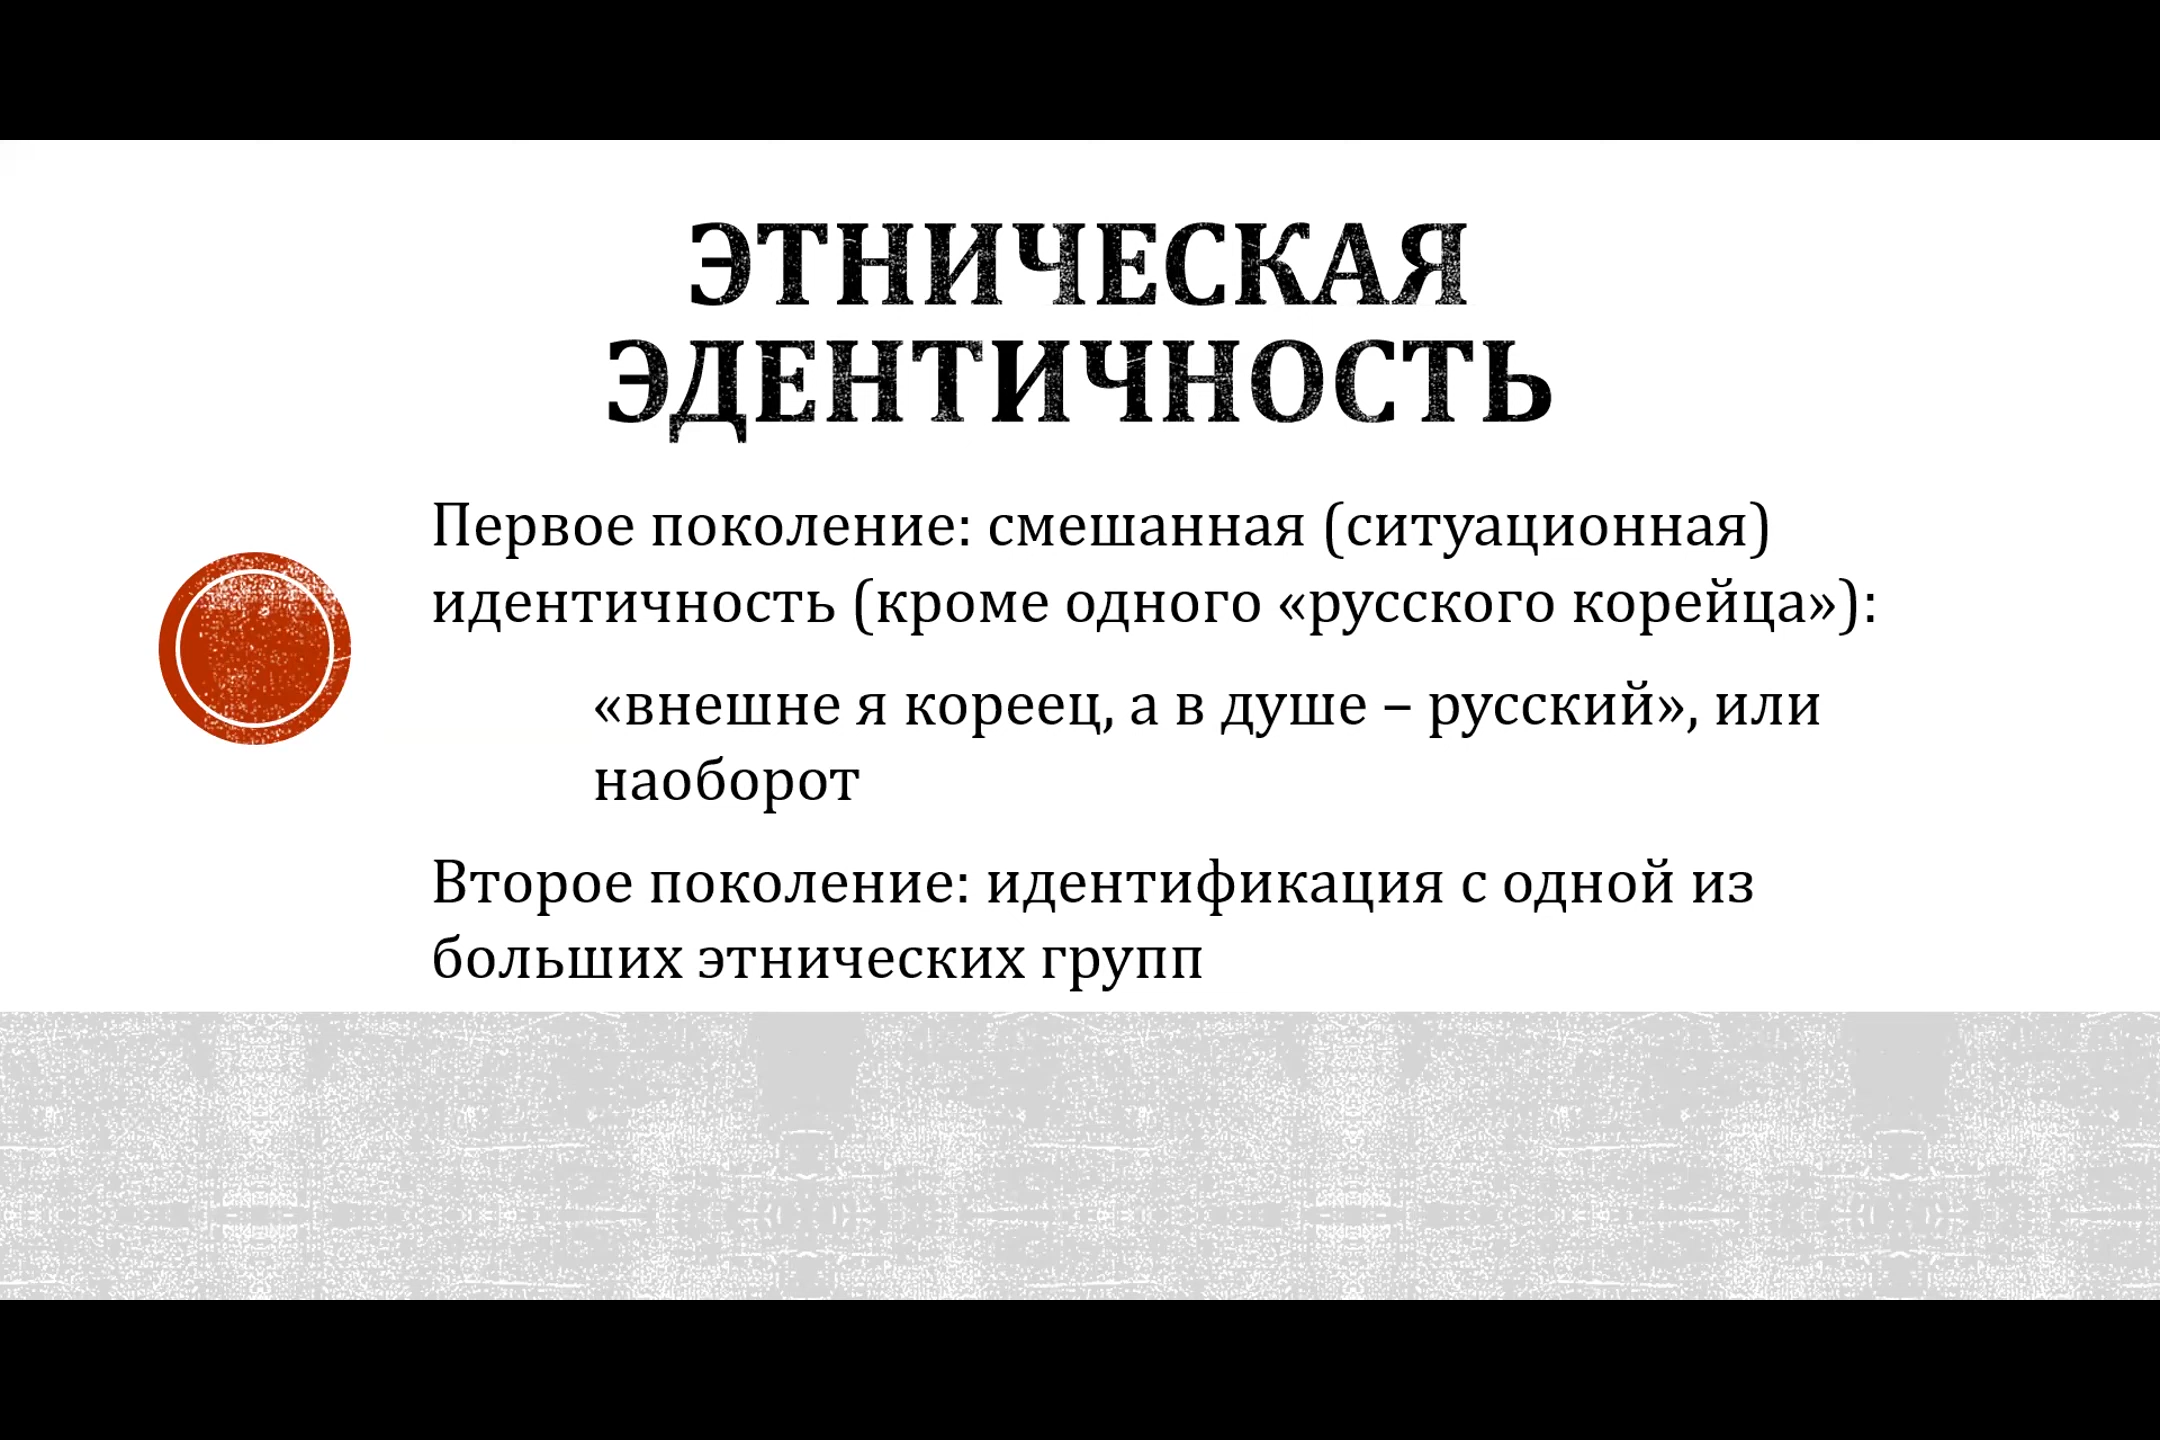 ЭТНИЧЕСКАЯ
ЭДЕНТИЧНОСТЬ
Первое поколение: смешанная (ситуационная)
идентичность (кроме одного «русского корейца»):
«внешне я кореец, а в душе – русский», или
наоборот
Второе поколение: идентификация с одной из
больших этнических групп